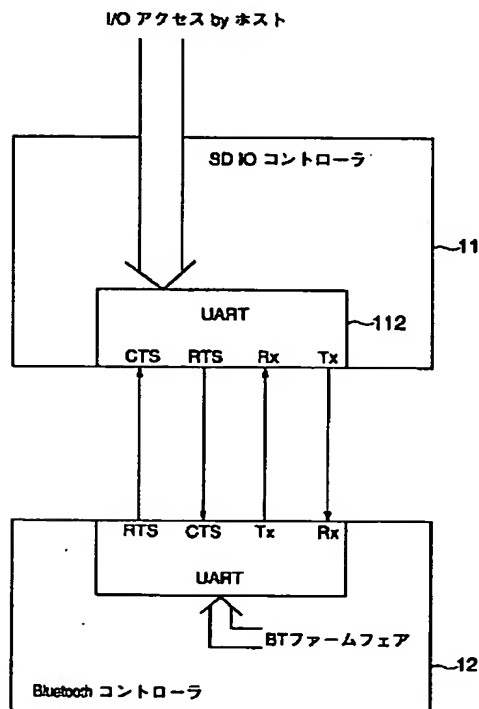 I/O アクセス by ホスト
SD IO コントローラ
11
UART
112
CTS RTS Rx Tx
RTS CTS Tx Rx
UART
BTファームフェア
12
Bluetooth コントローラ